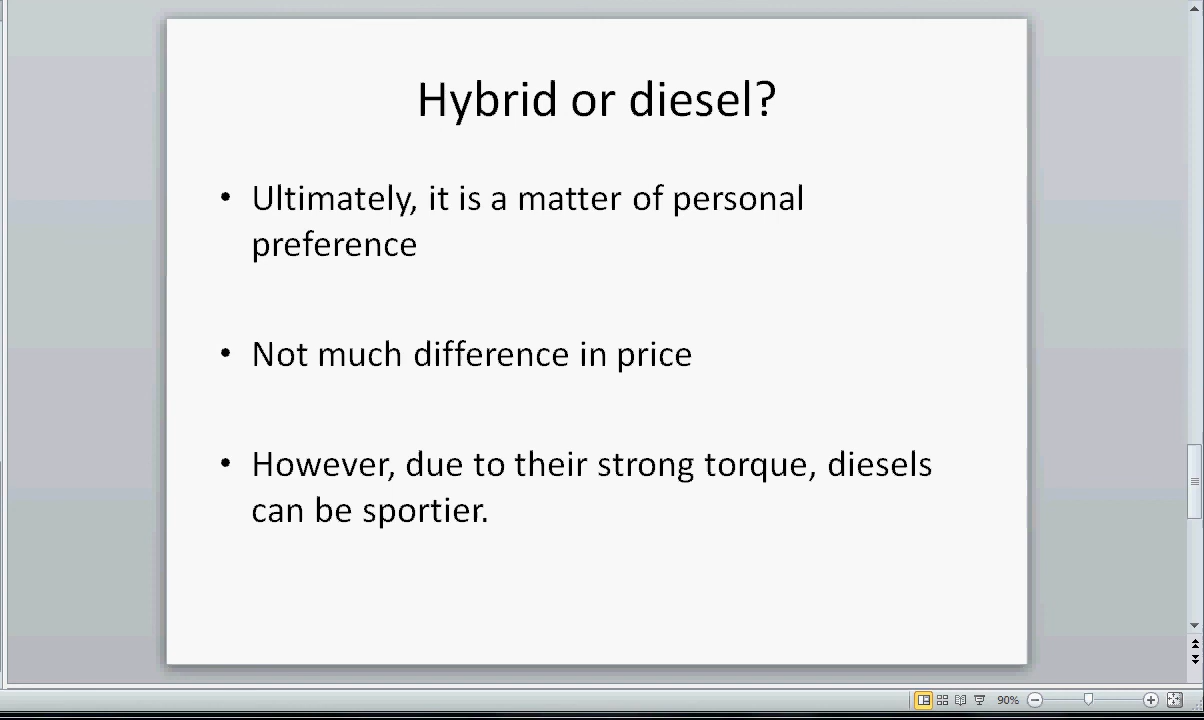 Hybrid or diesel?
• Ultimately, it is a matter of personal
preference
• Not much difference in price
• However, due to their strong torque, diesels
can be sportier.
90%